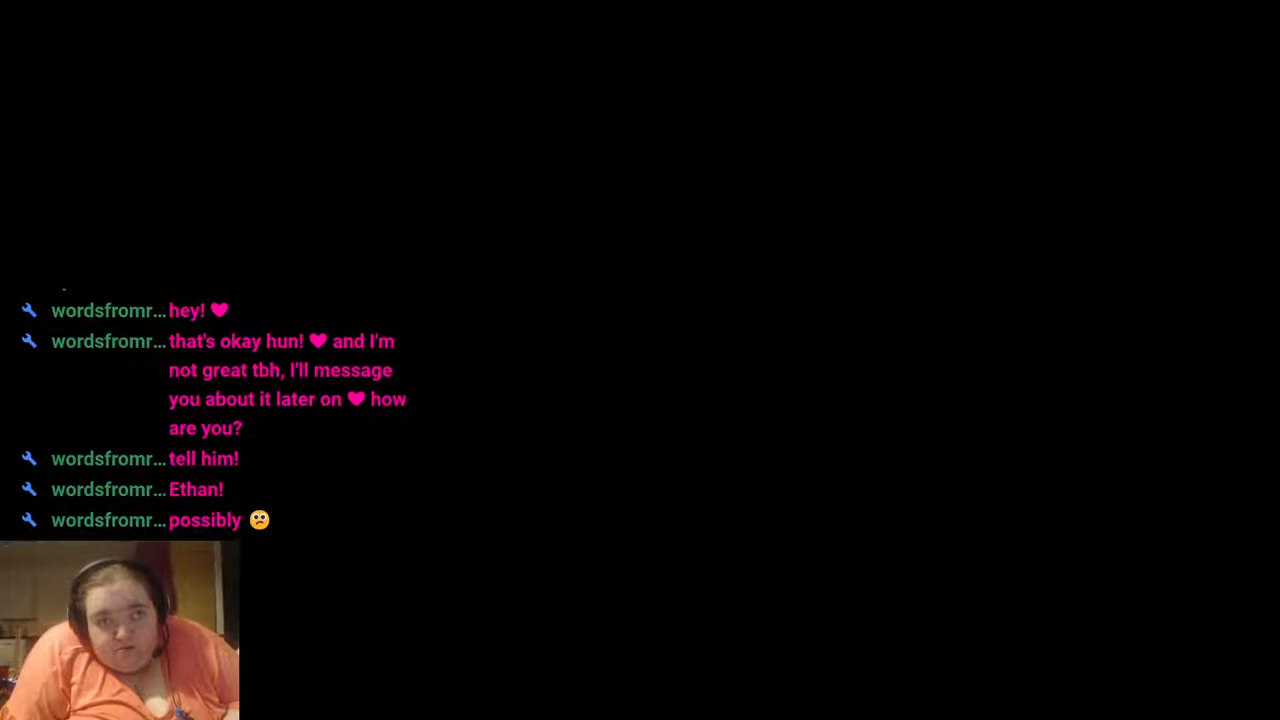 wordsfromr... hey! ♥
wordsfromr... that's okay hun! ♥ and I'm
not great tbh, I'll message
you about it later on ♥ how
are you?
wordsfromr... tell him!
wordsfromr... Ethan!
wordsfromr... possibly 🙁